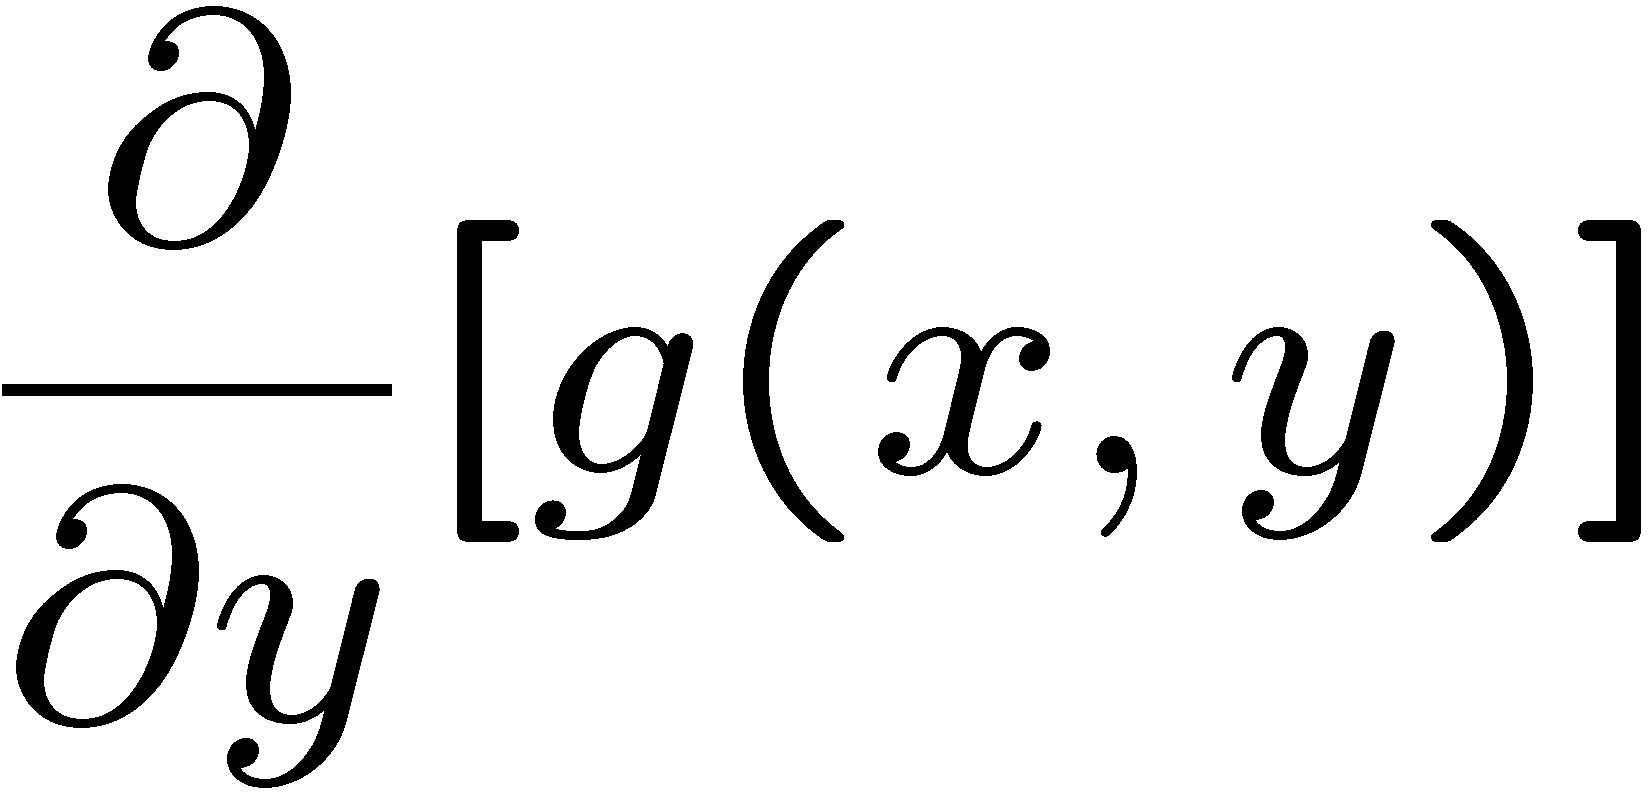 ∂/∂y [g(x, y)]